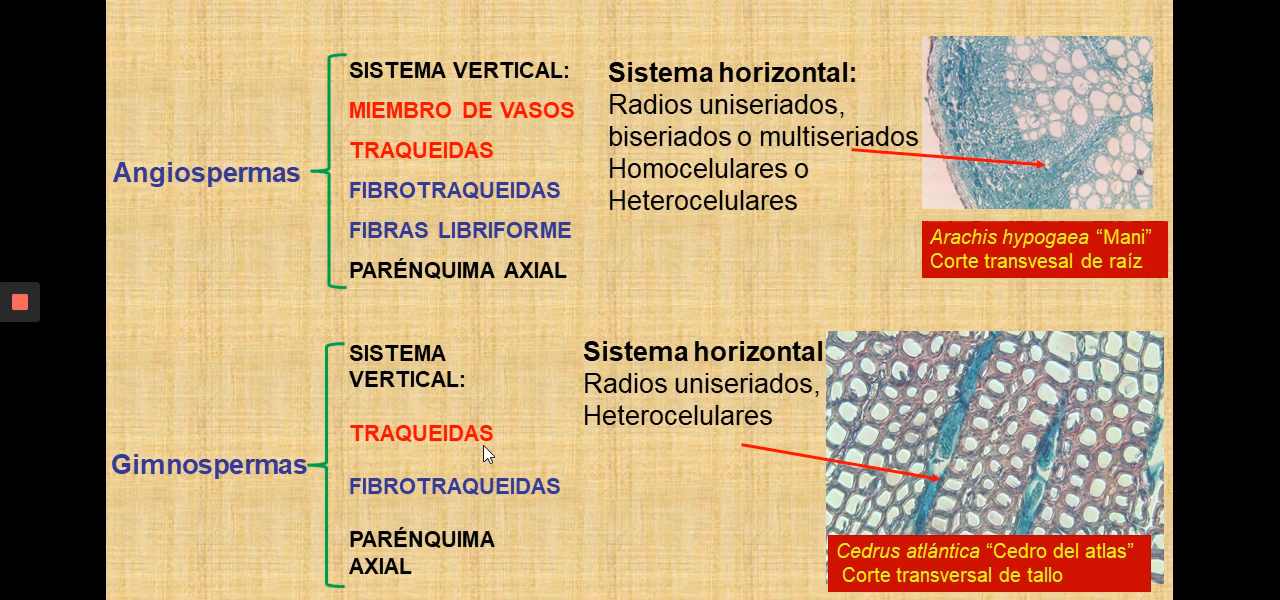 Angiospermas
SISTEMA VERTICAL:
MIEMBRO DE VASOS
TRAQUEIDAS
FIBROTRAQUEIDAS
FIBRAS LIBRIFORME
PARÉNQUIMA AXIAL
Sistema horizontal:
Radios uniseriados,
biseriados o multiseriados
Homocelulares o
Heterocelulares
Arachis hypogaea “Mani”
Corte transvesal de raíz
Gimnospermas
SISTEMA
VERTICAL:
TRAQUEIDAS
FIBROTRAQUEIDAS
PARÉNQUIMA
AXIAL
Sistema horizontal
Radios uniseriados,
Heterocelulares
Cedrus atlántica “Cedro del atlas”
Corte transversal de tallo